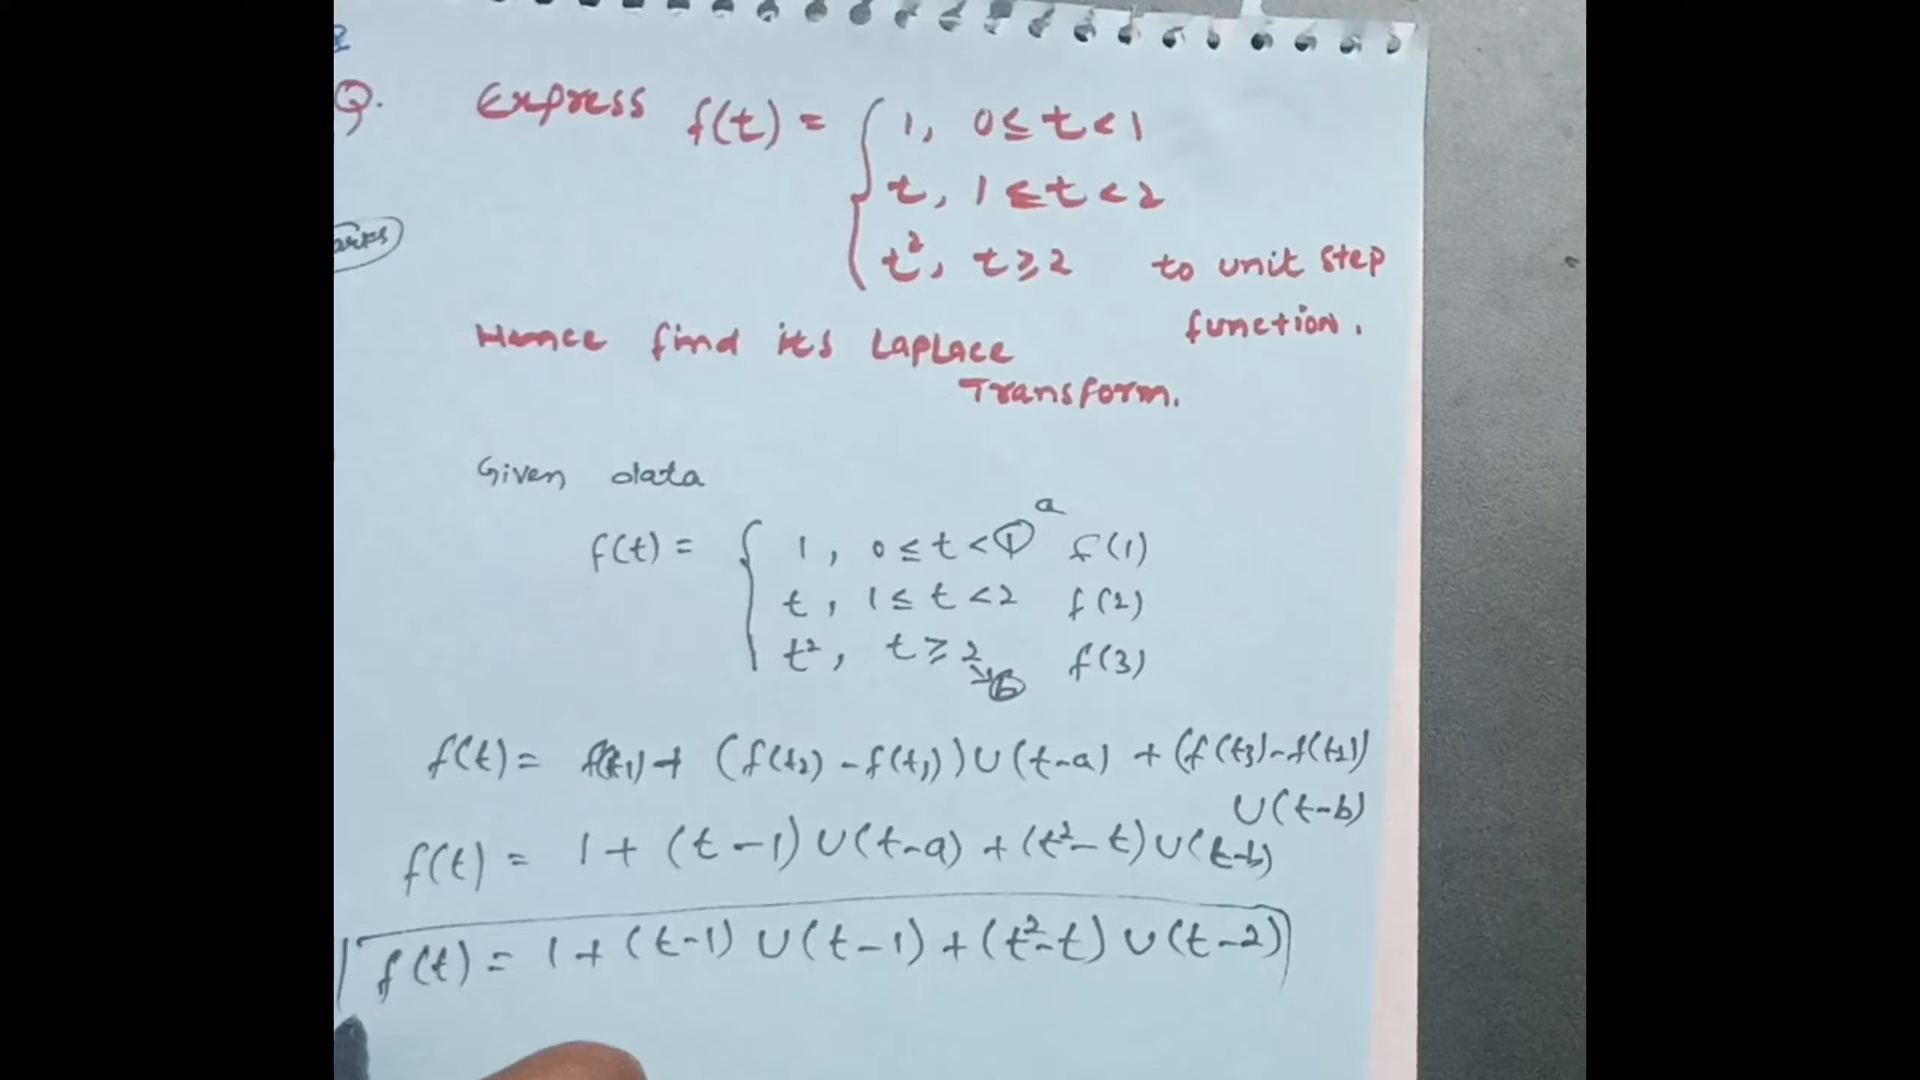 Q. Express f(t) = { 1, 0 ≤ t < 1
t, 1 ≤ t < 2
t², t ≥ 2 to unit step
function.
Hence find its Laplace
Transform.
Given data
a
f(t) = { 1, 0 ≤ t < 1 f(1)
t, 1 ≤ t < 2 f(2)
t², t ≥ 2 f(3)
b
f(t) = f(t₁) + (f(t₂) - f(t₁)) U(t-a) + (f(t₃) - f(t₂))
U(t-b)
f(t) = 1 + (t-1) U(t-a) + (t²-t) U(t-b)
f(t) = 1 + (t-1) U(t-1) + (t²-t) U(t-2)